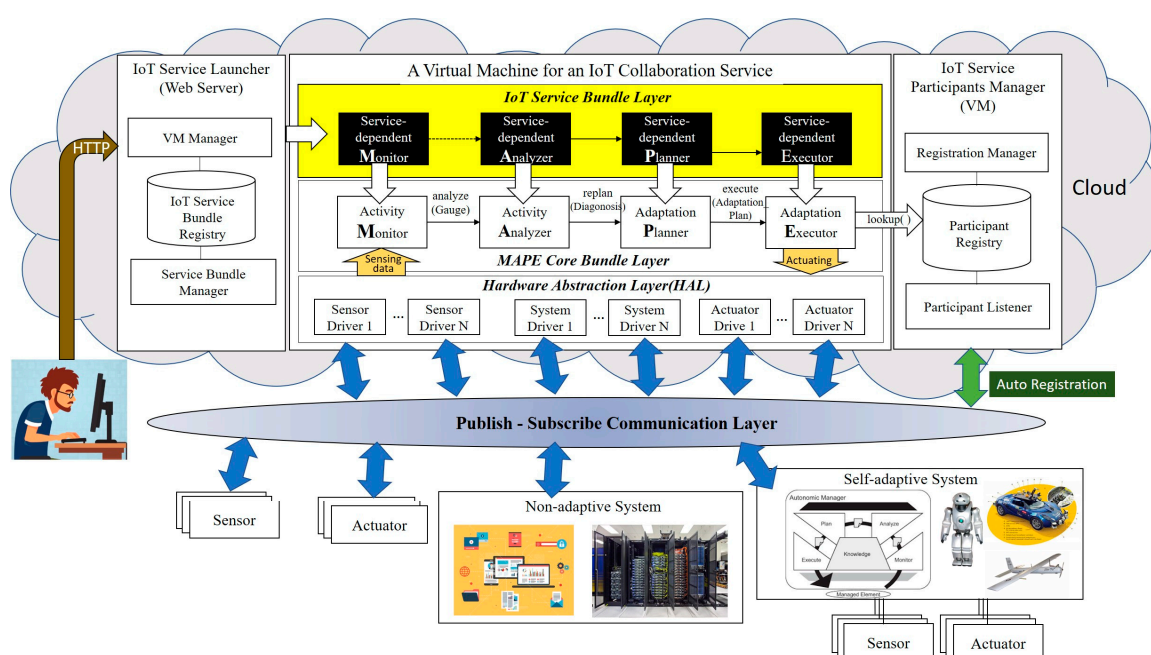 IoT Service Launcher
(Web Server)
VM Manager
IoT Service
Bundle
Registry
Service Bundle
Manager
HTTP
A Virtual Machine for an IoT Collaboration Service
IoT Service Bundle Layer
Service-
dependent
Monitor
Service-
dependent
Analyzer
Service-
dependent
Planner
Service-
dependent
Executor
Activity
Monitor
analyze
(Gauge)
Activity
Analyzer
replan
(Diagonosis)
Adaptation
Planner
execute
(Adaptation_
Plan)
Adaptation
Executor
lookup( )
Sensing
data
MAPE Core Bundle Layer
Actuating
Hardware Abstraction Layer(HAL)
Sensor
Driver 1
...
Sensor
Driver N
System
Driver 1
...
System
Driver N
Actuator
Drive 1
...
Actuator
Driver N
IoT Service
Participants Manager
(VM)
Registration Manager
Participant
Registry
Participant Listener
Cloud
Auto Registration
Publish - Subscribe Communication Layer
Sensor
Actuator
Non-adaptive System
Self-adaptive System
Autonomic Manager
Plan
Analyze
Knowledge
Execute
Monitor
Managed Element
Sensor
Actuator